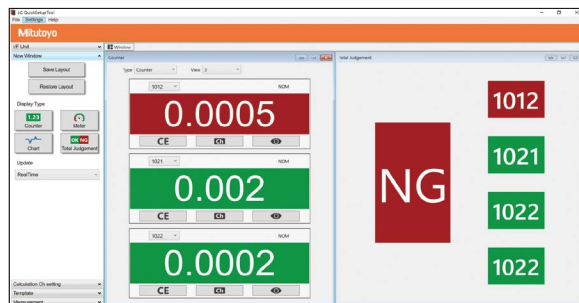 J.G QuickSetupTool
File Settings Help
Mitutoyo
I/F Unit
New Window
Save Layout
Restore Layout
Display Type
1.23
Counter
Meter
Chart
OK NG
Total Judgement
Update
RealTime
Calculation Ch setting
Template
Measurement
Window
Counter
Type Counter View 3
1012 NOM
0.0005
CE Ch
1021 NOM
0.002
CE Ch
1022 NOM
0.0002
CE Ch
Total Judgement
NG
1012
1021
1022
1022